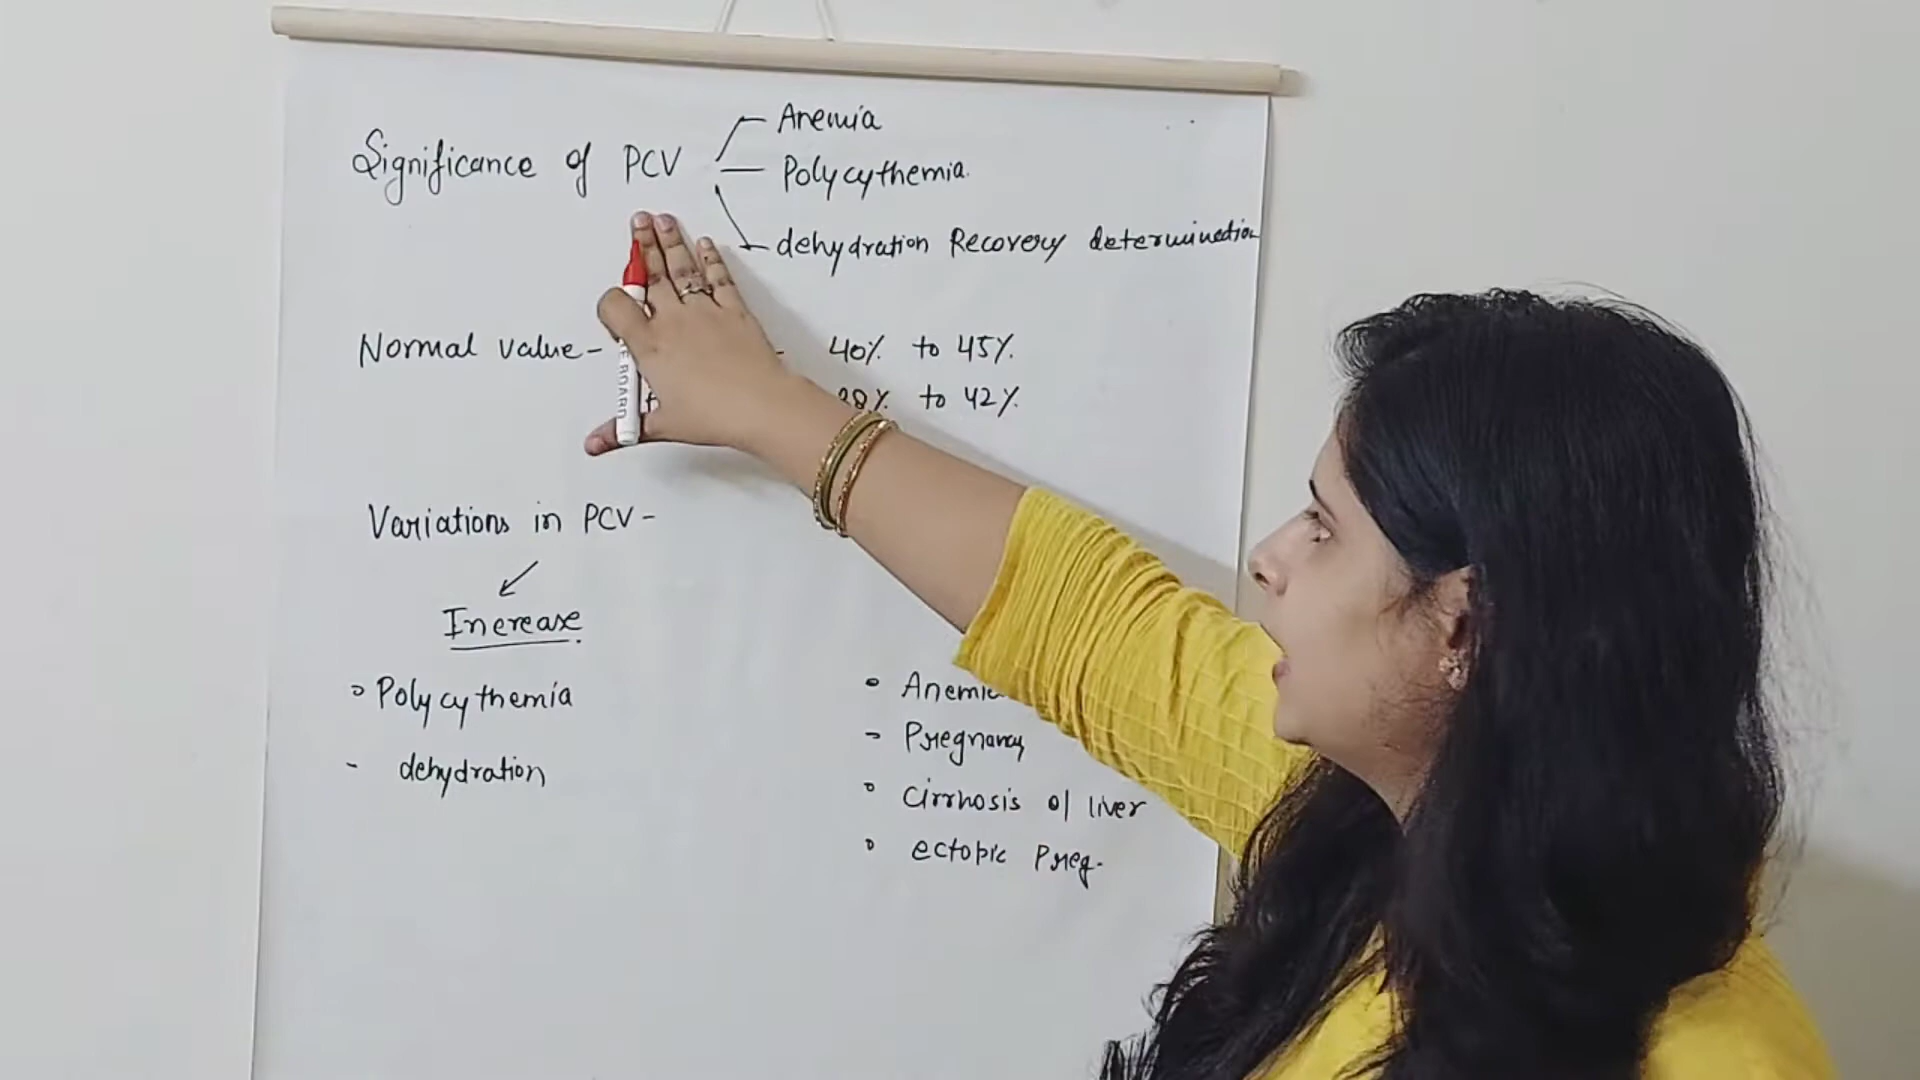 Significance of PCV
Anemia
Polycythemia.
dehydration Recovery determination
Normal value - 40% to 45%.
38% to 42%.
Variations in PCV -
Increase
Polycythemia
- dehydration
Anemia
- Pregnancy
Cirrhosis of liver
ectopic Preg.